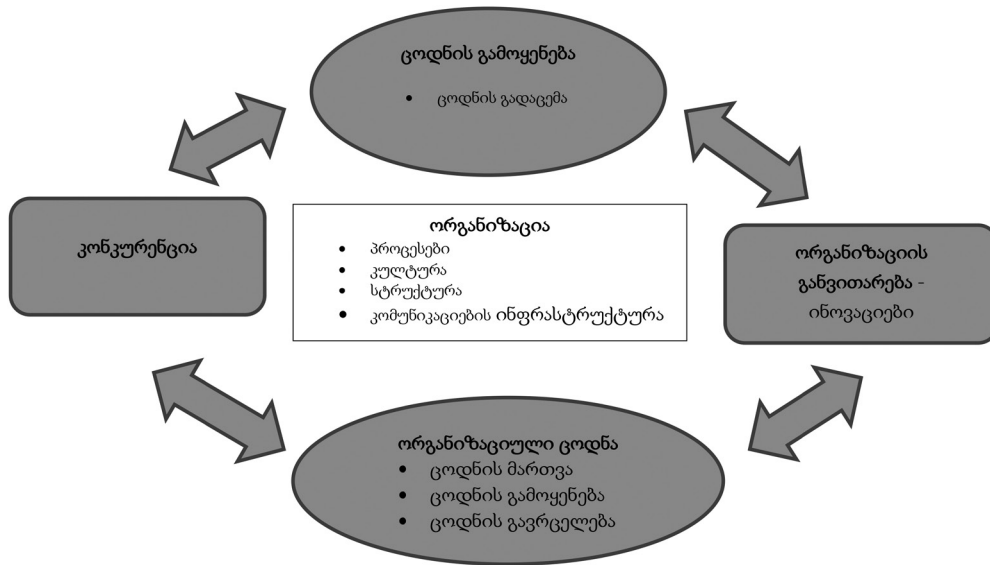 ცოდნის გამოყენება
• ცოდნის გადაცემა
კონკურენცია
ორგანიზაცია
• პროცესები
• კულტურა
• სტრუქტურა
• კომუნიკაციების ინფრასტრუქტურა
ორგანიზაციის
განვითარება -
ინოვაციები
ორგანიზაციული ცოდნა
• ცოდნის მართვა
• ცოდნის გამოყენება
• ცოდნის გავრცელება